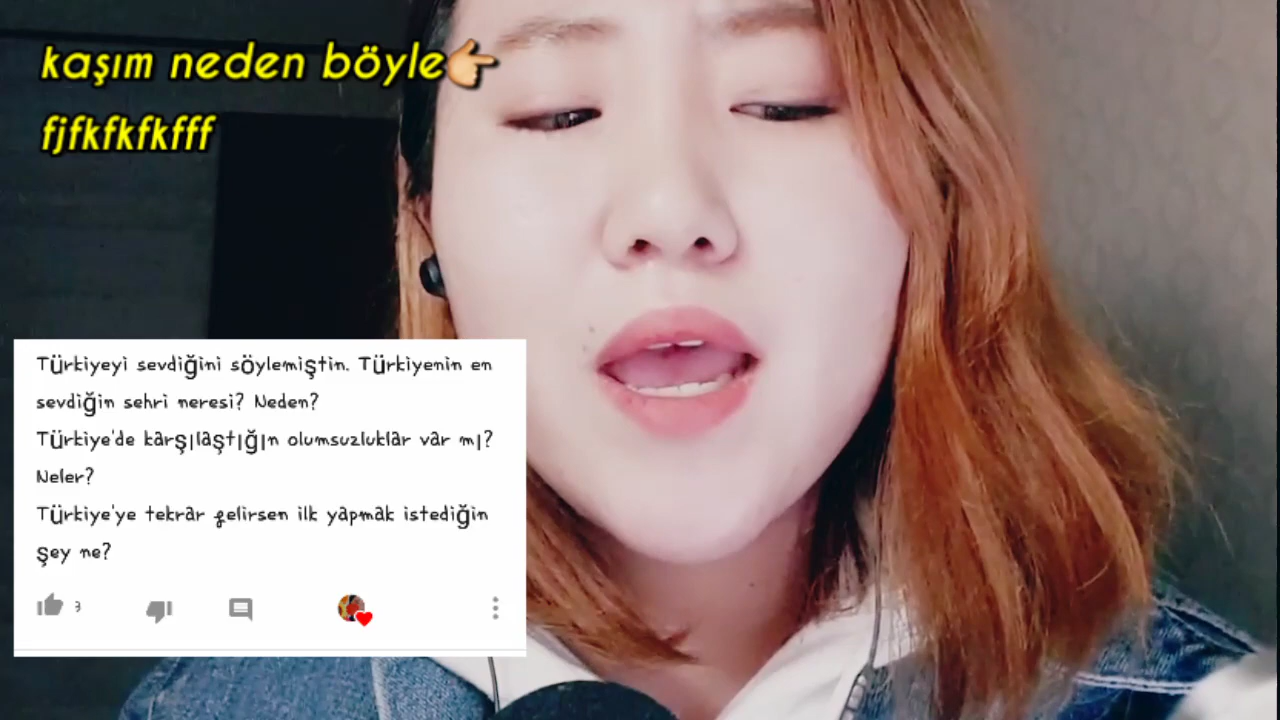 kaşım neden böyle👉
fjfkfkfkfff
Türkiyeyi sevdiğini söylemiştin. Türkiyenin en
sevdiğin sehri neresi? Neden?
Türkiye'de karşılaştığın olumsuzluklar var mı?
Neler?
Türkiye'ye tekrar gelirsen ilk yapmak istediğin
şey ne?
9